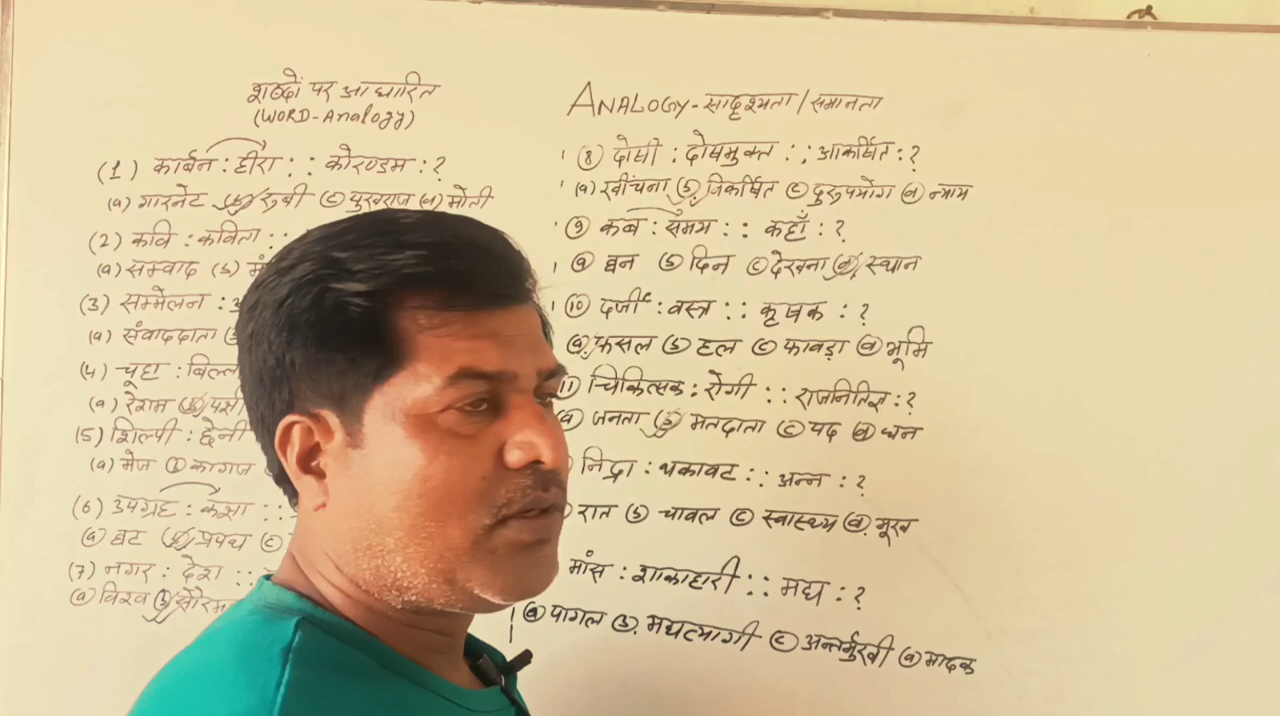 शब्दों पर आधारित
(WORD-Analogy)
(1) कार्बन : हीरा : : कोरण्डम : ?
(a) गारनेट (b) रुबी (c) पुखराज (d) मोती
(2) कवि : कविता : :
(a) सम्वाद (b)
(3) सम्मेलन :
(a) संवाददाता
(4) चूहा :
(a) रेशम (b)
(5) शिल्पी : छेनी
(a) मेज (b) कागज
(6) उपग्रह : कक्षा : :
(a) घट (b) प्रपथ (c)
(7) नगर : देश : :
(a) विश्व (b)
ANALOGY - सादृश्यता / समानता
(8) दोषी : दोषमुक्त : : आकर्षित : ?
(a) खींचना (b) विकर्षित (c) दुरुपयोग (d) न्याय
(9) कब : समय : : कहाँ : ?
(a) वन (b) दिन (c) देखना (d) स्थान
(10) दर्जी : वस्त्र : : कृषक : ?
(a) फसल (b) हल (c) फावड़ा (d) भूमि
11) चिकित्सक : रोगी : : राजनितिज्ञ : ?
(a) जनता (b) मतदाता (c) पद (d) धन
निद्रा : थकावट : : अन्न : ?
रात (b) चावल (c) स्वास्थ्य (d) भूख
मांस : शाकाहारी : : मद्य : ?
(a) पागल (b) मद्यत्यागी (c) अन्तर्मुखी (d) मादक